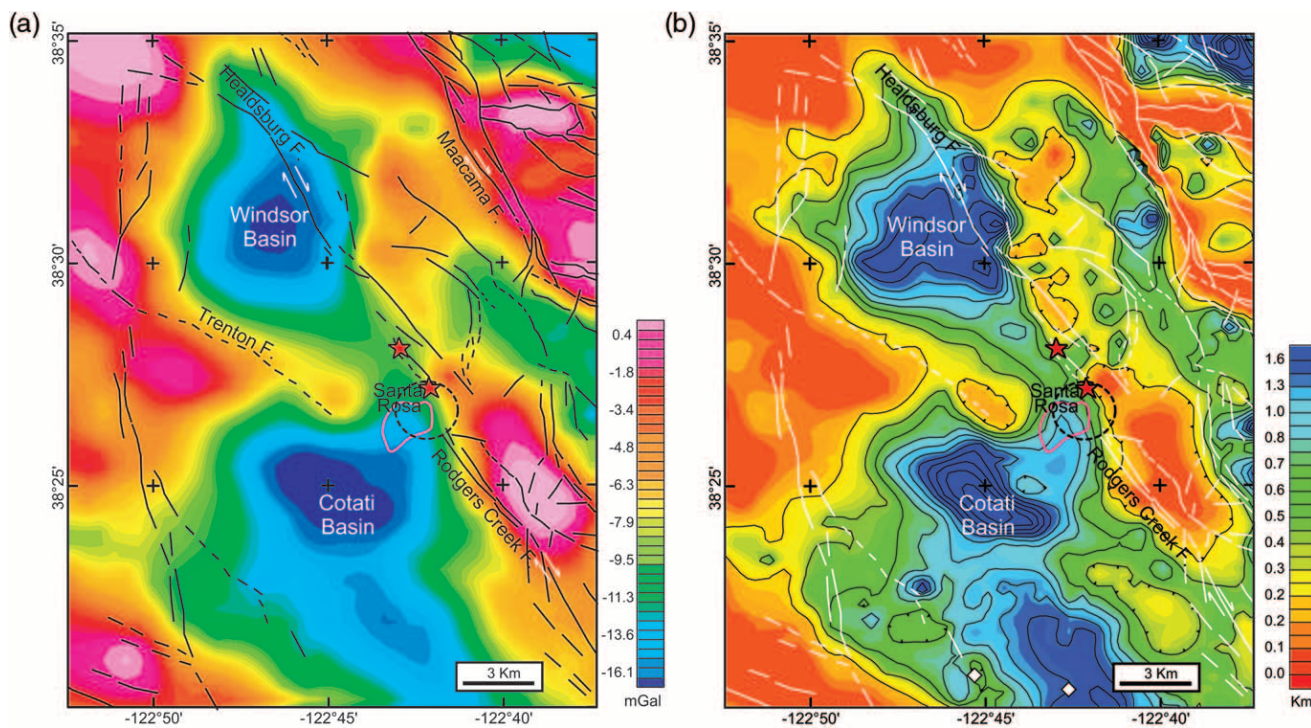 (a)
38°35'
38°30'
38°25'
Healdsburg F.
Maacama F.
Windsor
Basin
Trenton F.
Santa
Rosa
Rodgers Creek F.
Cotati
Basin
3 Km
-122°50'
-122°45'
-122°40'
0.4
-1.8
-3.4
-4.8
-6.3
-7.9
-9.5
-11.3
-13.6
-16.1
mGal
(b)
38°35'
38°30'
38°25'
Healdsburg F.
Windsor
Basin
Santa
Rosa
Rodgers Creek F.
Cotati
Basin
3 Km
-122°50'
-122°45'
-122°40'
1.6
1.3
1.0
0.8
0.7
0.6
0.5
0.4
0.3
0.2
0.2
0.1
0.1
0.0
Km